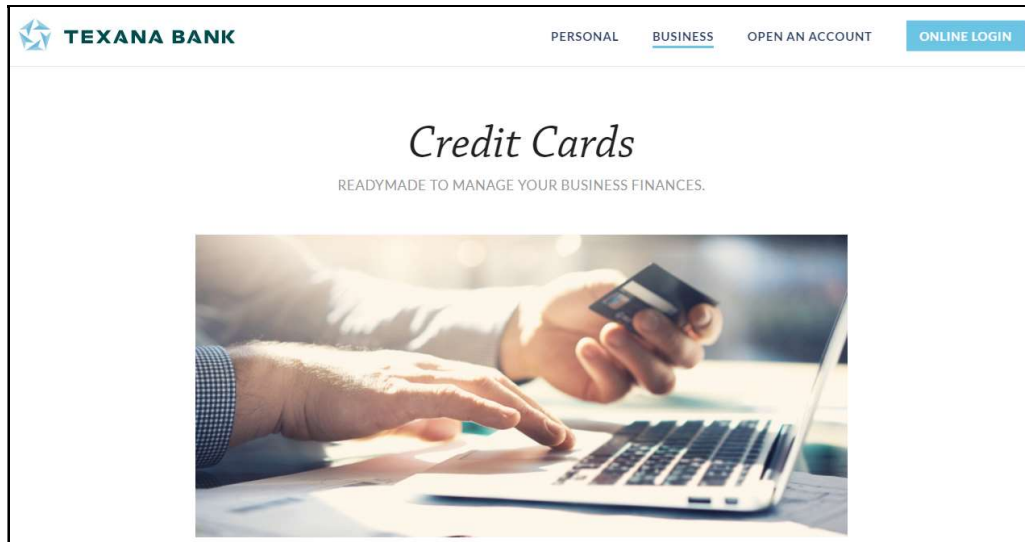 TEXANA BANK
PERSONAL BUSINESS OPEN AN ACCOUNT ONLINE LOGIN
Credit Cards
READYMADE TO MANAGE YOUR BUSINESS FINANCES.